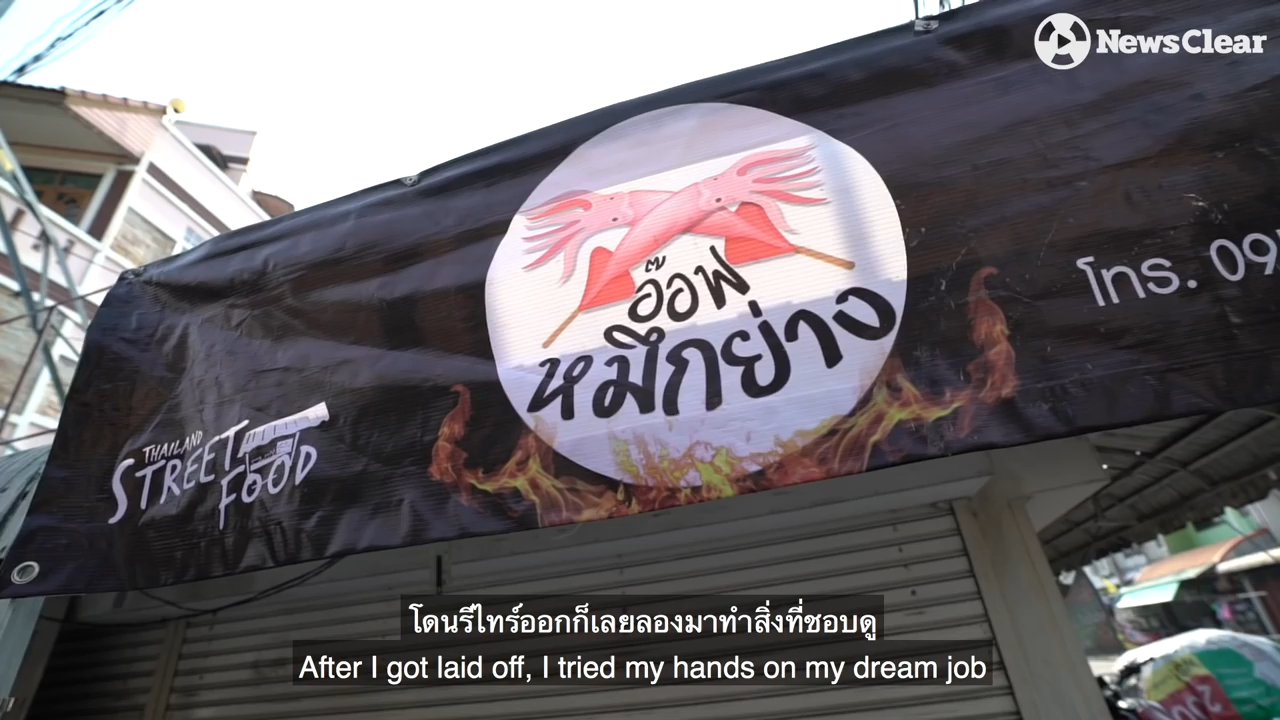 NewsClear
อ๊อฟ
หมึกย่าง
โทร. 09
THAILAND
STREET
FOOD
โดนรีไทร์ออกก็เลยลองมาทำสิ่งที่ชอบดู
After I got laid off, I tried my hands on my dream job